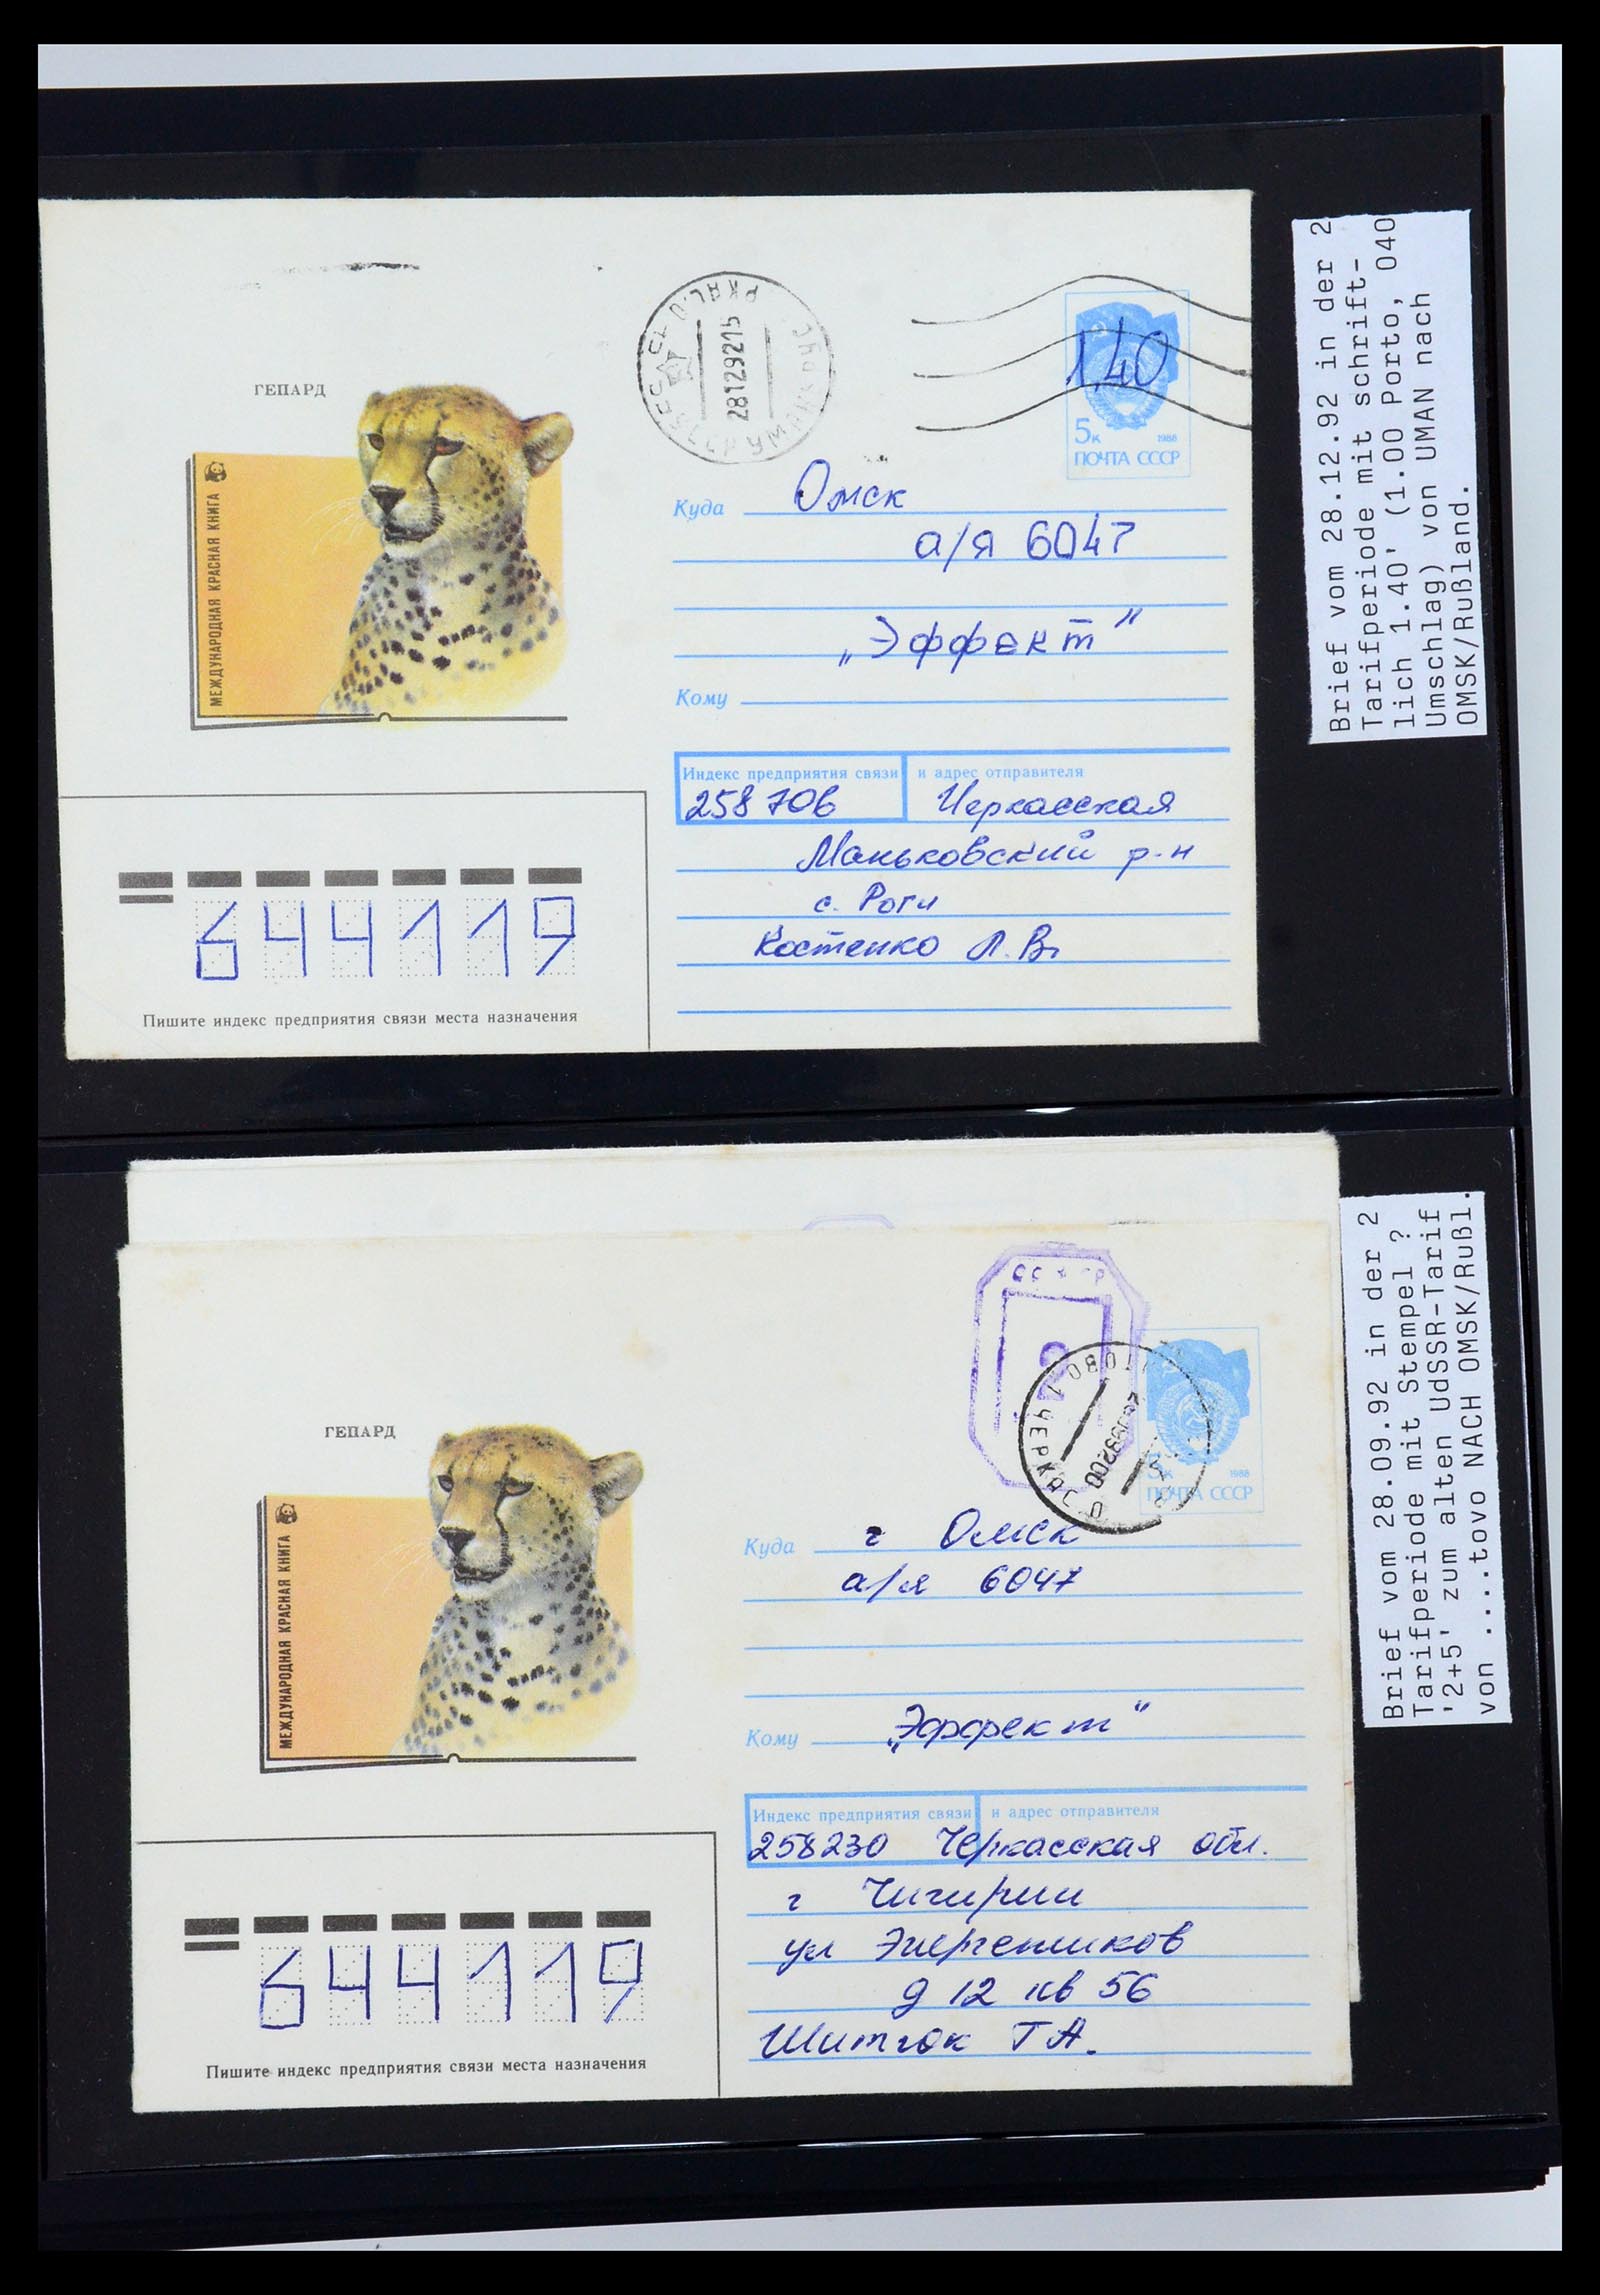 ГЕПАРД
МЕЖДУНАРОДНАЯ КРАСНАЯ КНИГА
28129215
1,40
5к 1988
ПОЧТА СССР
Куда Омск
а/я 6047
„Эффект"
Кому
Индекс предприятия связи и адрес отправителя
258706 Черкасская
Маньковский р-н
с. Роги
Костенко Л.В.
644119
Пишите индекс предприятия связи места назначения
Brief vom 28.12.92 in der 2
Tarifperiode mit schrift-
lich 1.40' (1.00 Porto, 040
Umschlag) von UMAN nach
OMSK/Rußland.
ГЕПАРД
МЕЖДУНАРОДНАЯ КРАСНАЯ КНИГА
5к 1988
ПОЧТА СССР
Куда г Омск
а/я 6047
Кому „Эффект"
Индекс предприятия связи и адрес отправителя
258230 Черкасская обл.
г Чигирин
ул Энергетиков
д 12 кв 56
Т А.
644119
Пишите индекс предприятия связи места назначения
Brief vom 28.09.92 in der 2
Tarifperiode mit Stempel ?
'2+5' zum alten UdSSR-Tarif
von ....tovo NACH OMSK/Rußl.